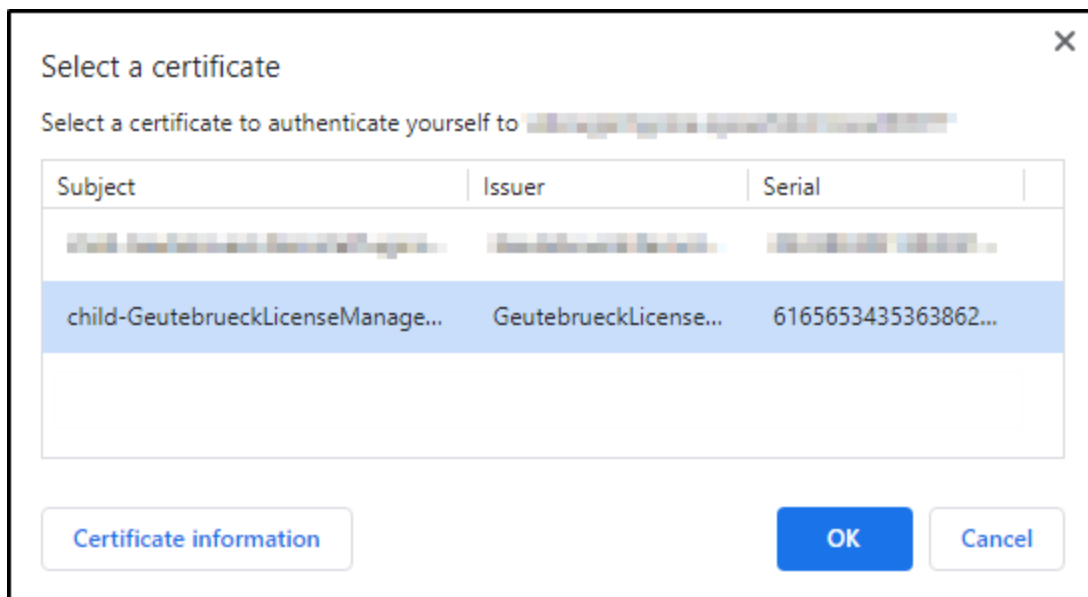 Select a certificate
Select a certificate to authenticate yourself to
Subject Issuer Serial
child-GeutebrueckLicenseManage... GeutebrueckLicense... 6165653435363862...
Certificate information OK Cancel